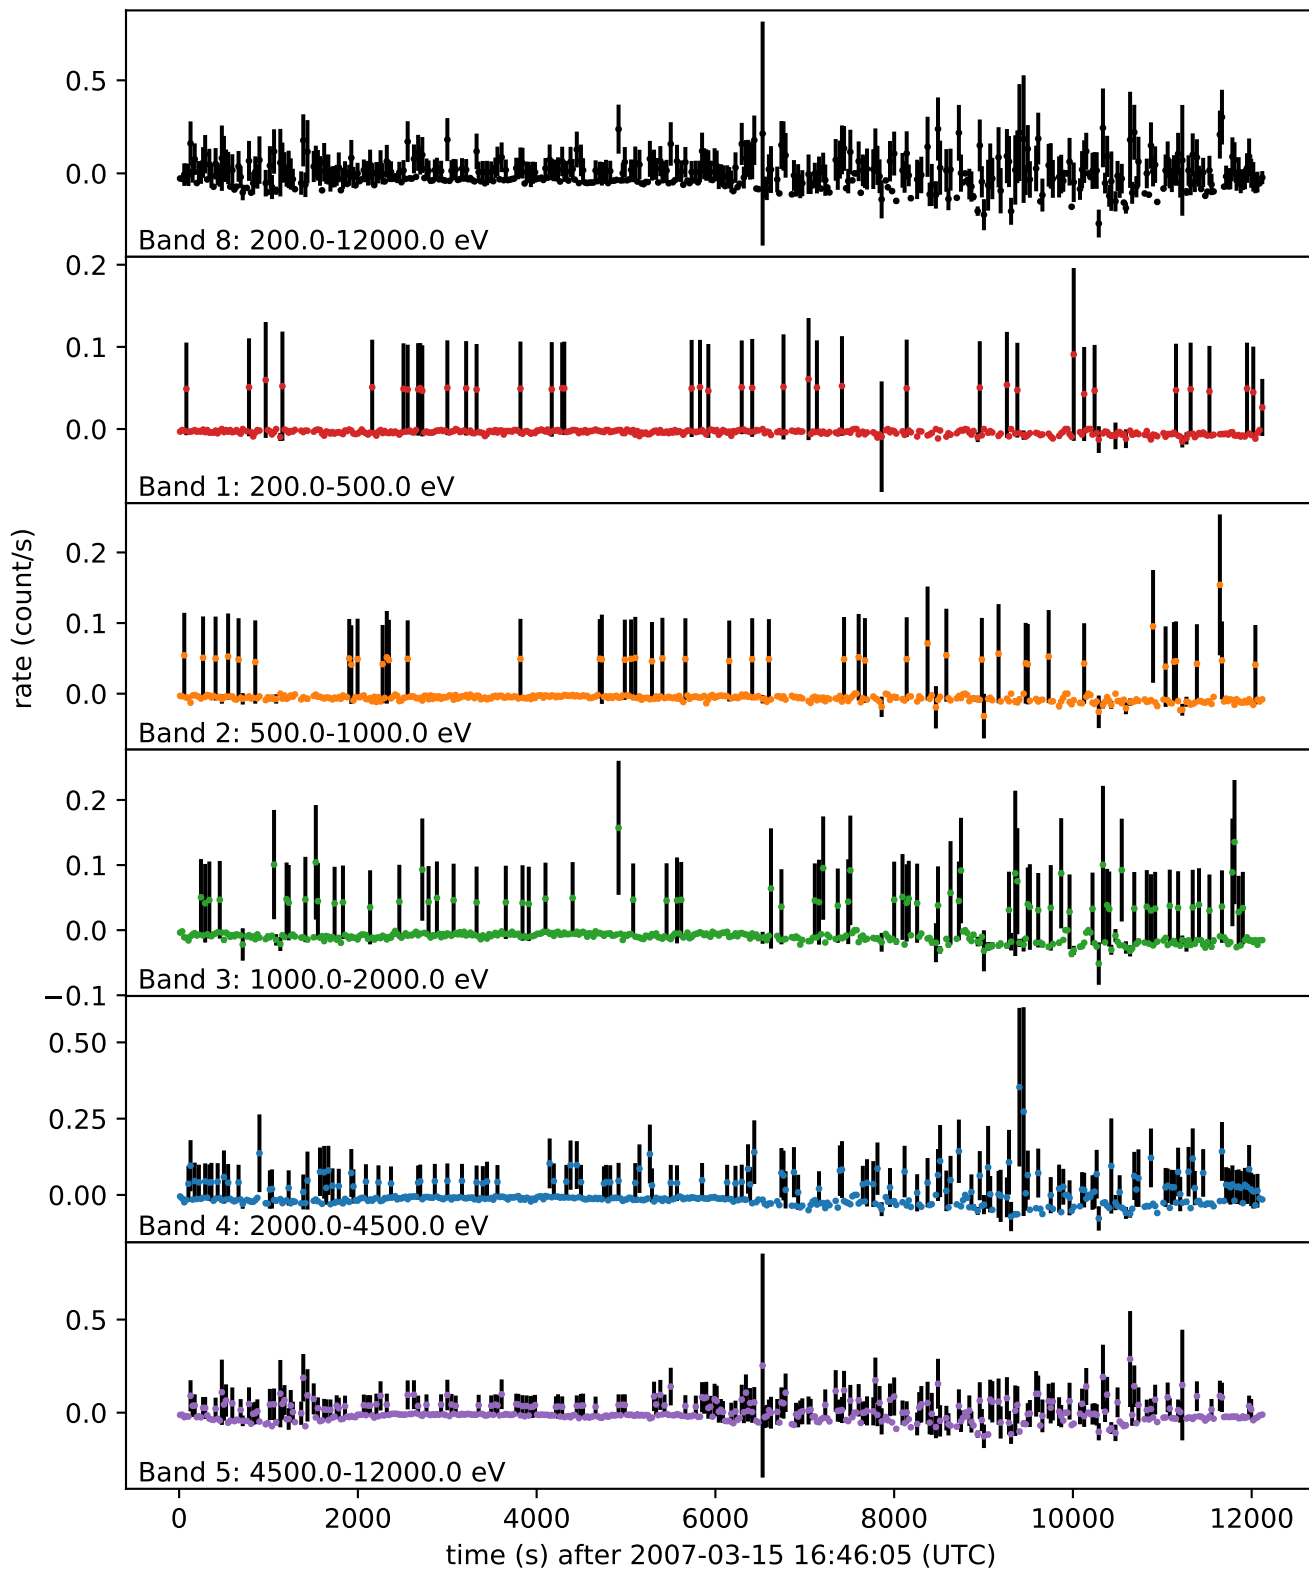 0.5
0.0
Band 8: 200.0-12000.0 eV
0.2
0.1
0.0
Band 1: 200.0-500.0 eV
0.2
0.1
0.0
Band 2: 500.0-1000.0 eV
rate (count/s)
0.2
0.1
0.0
−0.1
Band 3: 1000.0-2000.0 eV
0.50
0.25
0.00
Band 4: 2000.0-4500.0 eV
0.5
0.0
Band 5: 4500.0-12000.0 eV
0 2000 4000 6000 8000 10000 12000
time (s) after 2007-03-15 16:46:05 (UTC)